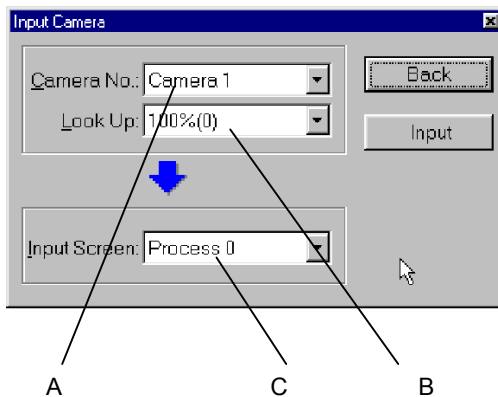 Input Camera
Camera No.: Camera 1
Back
Look Up: 100%(0)
Input
Input Screen: Process 0
A C B